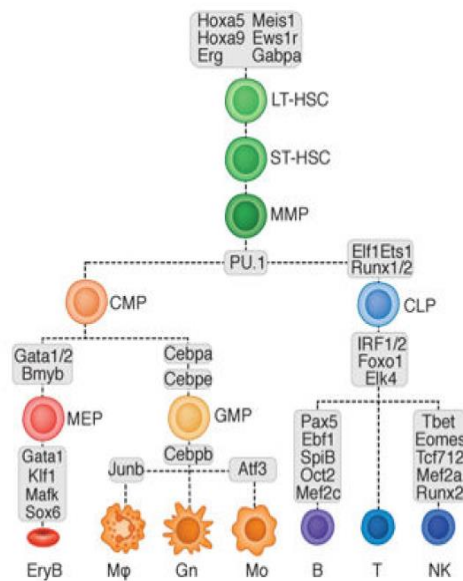 Hoxa5 Meis1
Hoxa9 Ews1r
Erg Gabpa
LT-HSC
ST-HSC
MMP
PU.1
Elf1Ets1
Runx1/2
CMP
CLP
Gata1/2
Bmyb
Cebpa
Cebpe
IRF1/2
Foxo1
Elk4
MEP
GMP
Gata1
Klf1
Mafk
Sox6
Cebpb
Junb
Atf3
Pax5
Ebf1
SpiB
Oct2
Mef2c
Tbet
Eomes
Tcf712
Mef2a
Runx2
EryB Mφ Gn Mo B T NK